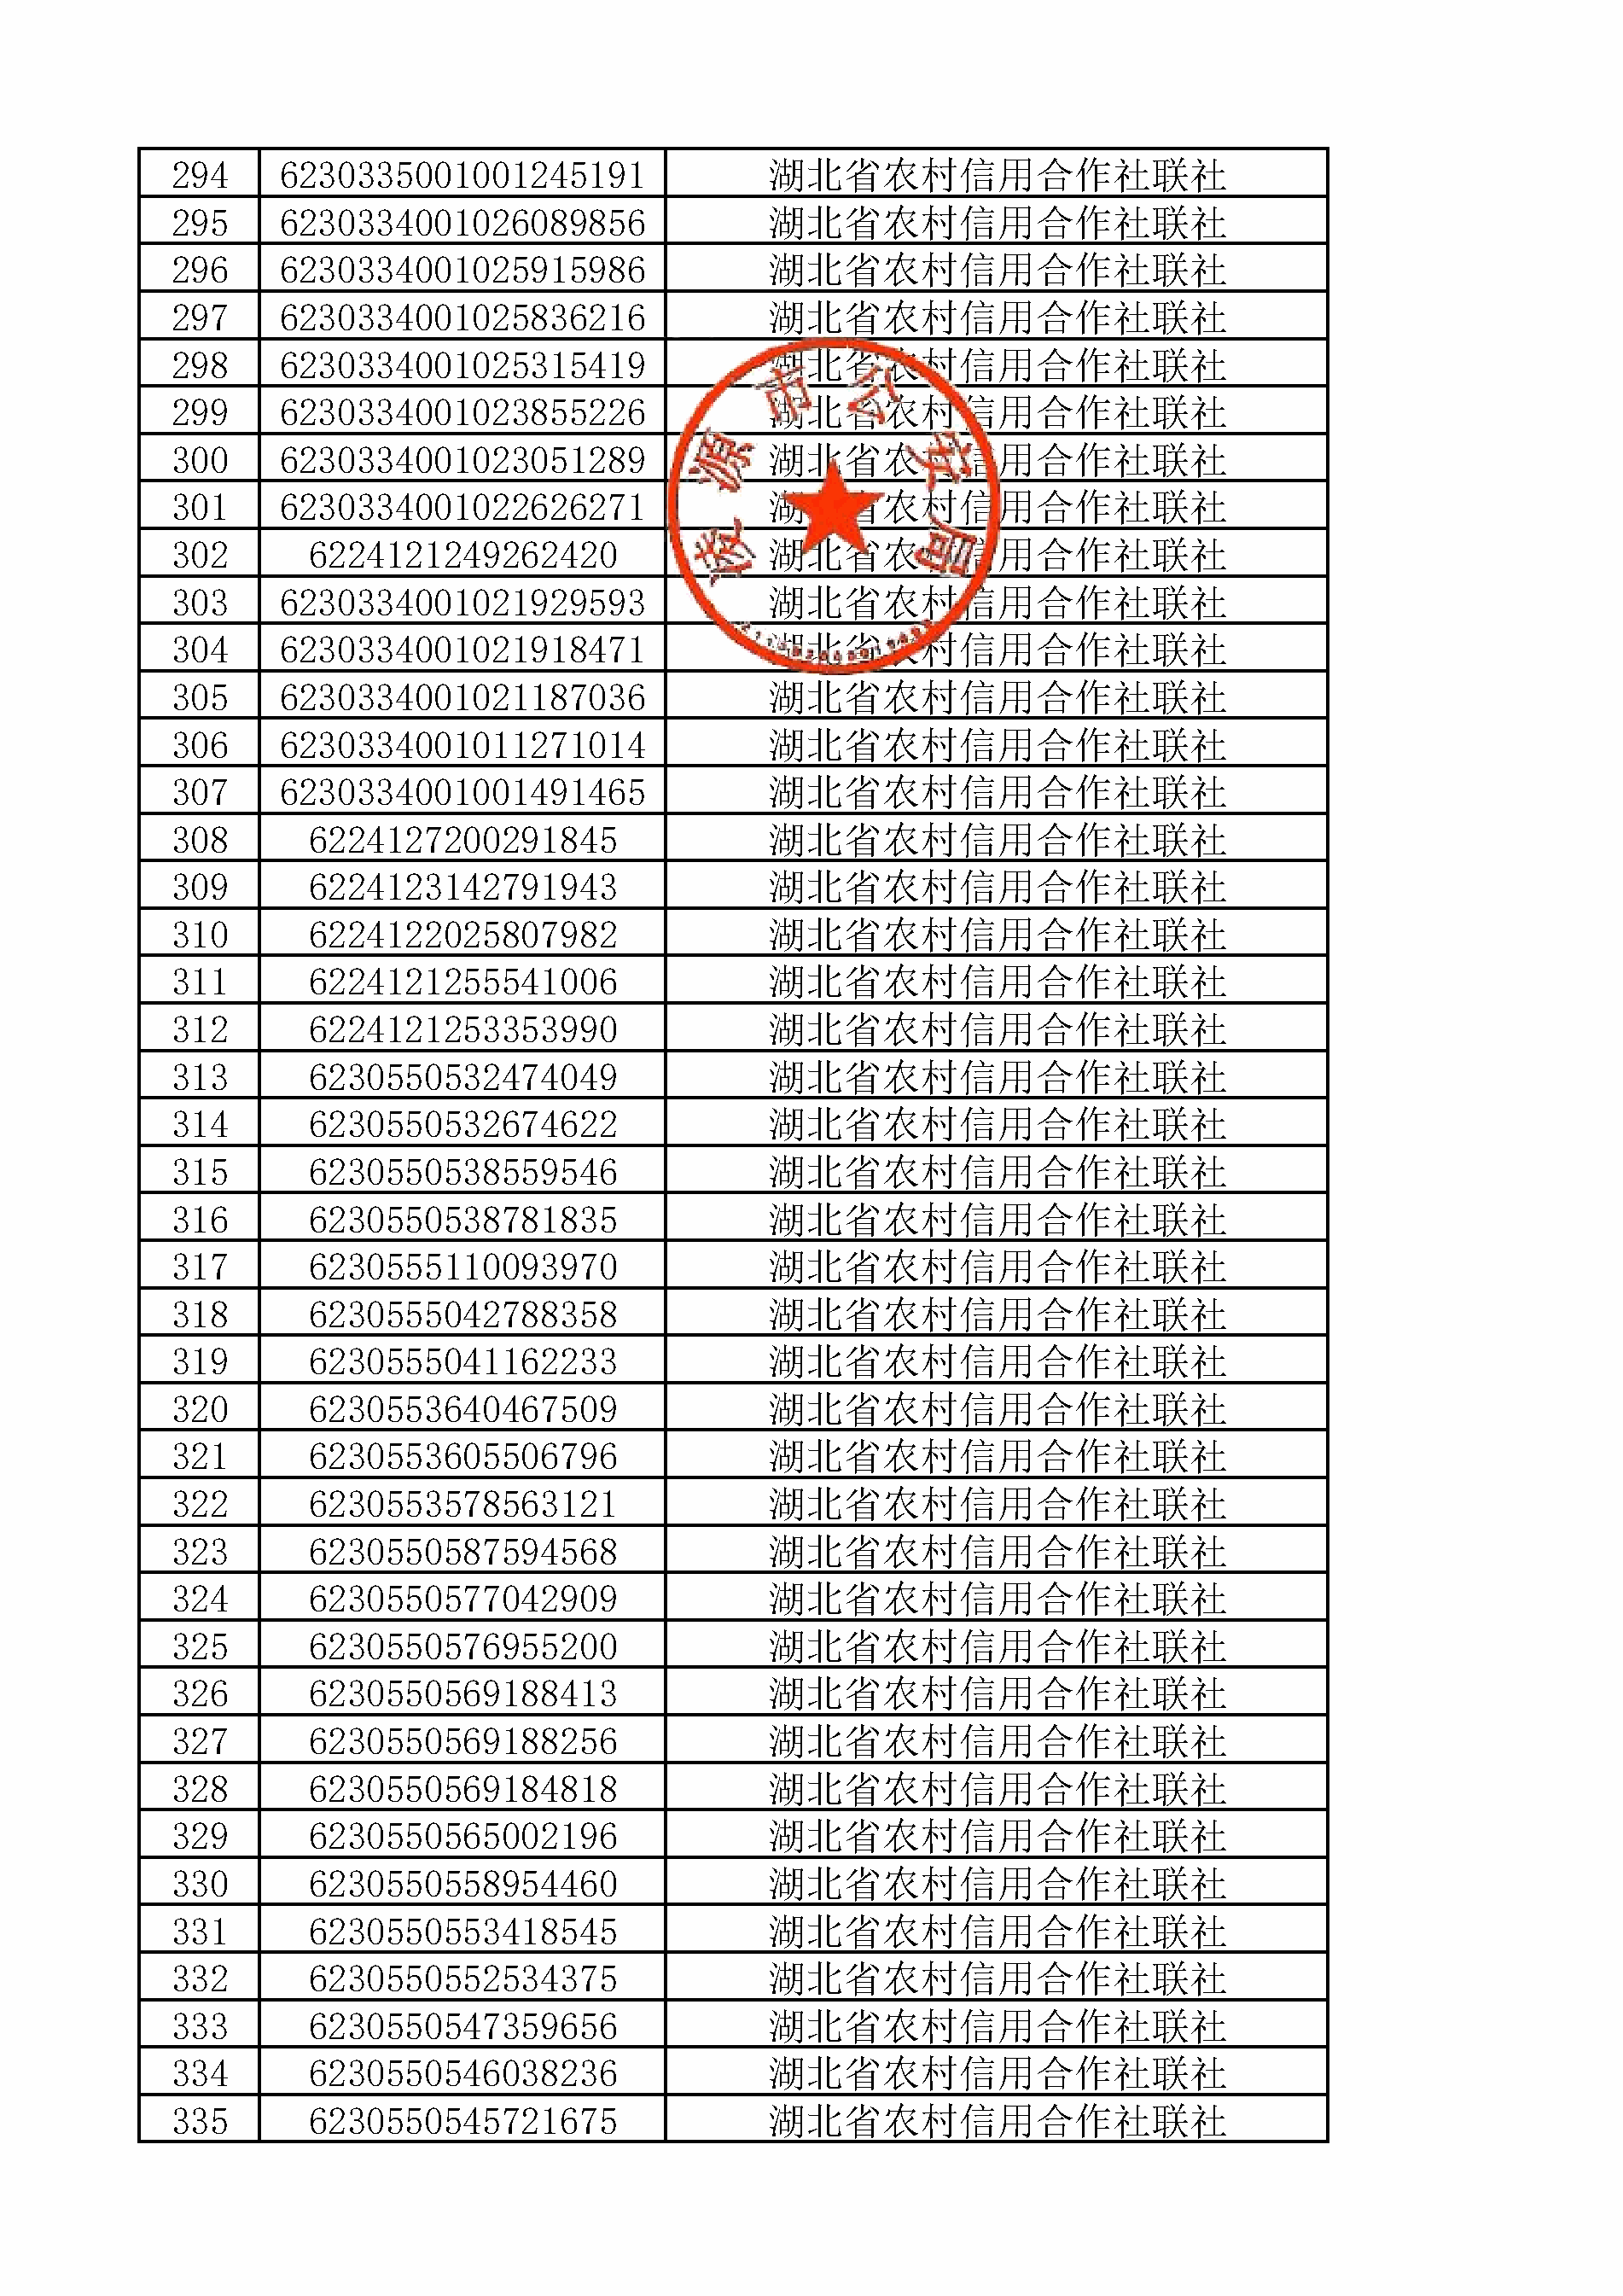 294 6230335001001245191 湖北省农村信用合作社联社
295 6230334001026089856 湖北省农村信用合作社联社
296 6230334001025915986 湖北省农村信用合作社联社
297 6230334001025836216 湖北省农村信用合作社联社
298 6230334001025315419 湖北省农村信用合作社联社
299 6230334001023855226 湖北省农村信用合作社联社
300 6230334001023051289 湖北省农村信用合作社联社
301 6230334001022626271 湖北省农村信用合作社联社
302 6224121249262420 湖北省农村信用合作社联社
303 6230334001021929593 湖北省农村信用合作社联社
304 6230334001021918471 湖北省农村信用合作社联社
305 6230334001021187036 湖北省农村信用合作社联社
306 6230334001011271014 湖北省农村信用合作社联社
307 6230334001001491465 湖北省农村信用合作社联社
308 6224127200291845 湖北省农村信用合作社联社
309 6224123142791943 湖北省农村信用合作社联社
310 6224122025807982 湖北省农村信用合作社联社
311 6224121255541006 湖北省农村信用合作社联社
312 6224121253353990 湖北省农村信用合作社联社
313 6230550532474049 湖北省农村信用合作社联社
314 6230550532674622 湖北省农村信用合作社联社
315 6230550538559546 湖北省农村信用合作社联社
316 6230550538781835 湖北省农村信用合作社联社
317 6230555110093970 湖北省农村信用合作社联社
318 6230555042788358 湖北省农村信用合作社联社
319 6230555041162233 湖北省农村信用合作社联社
320 6230553640467509 湖北省农村信用合作社联社
321 6230553605506796 湖北省农村信用合作社联社
322 6230553578563121 湖北省农村信用合作社联社
323 6230550587594568 湖北省农村信用合作社联社
324 6230550577042909 湖北省农村信用合作社联社
325 6230550576955200 湖北省农村信用合作社联社
326 6230550569188413 湖北省农村信用合作社联社
327 6230550569188256 湖北省农村信用合作社联社
328 6230550569184818 湖北省农村信用合作社联社
329 6230550565002196 湖北省农村信用合作社联社
330 6230550558954460 湖北省农村信用合作社联社
331 6230550553418545 湖北省农村信用合作社联社
332 6230550552534375 湖北省农村信用合作社联社
333 6230550547359656 湖北省农村信用合作社联社
334 6230550546038236 湖北省农村信用合作社联社
335 6230550545721675 湖北省农村信用合作社联社
凌源市公安局